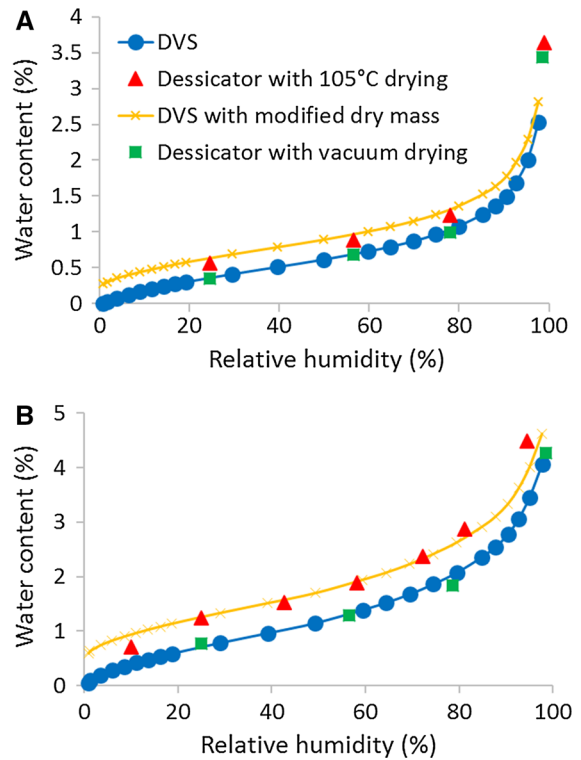 A
4
3.5
3
2.5
2
1.5
1
0.5
0
Water content (%)
DVS
Dessicator with 105°C drying
DVS with modified dry mass
Dessicator with vacuum drying
0 20 40 60 80 100
Relative humidity (%)
B
5
4
3
2
1
0
Water content (%)
0 20 40 60 80 100
Relative humidity (%)